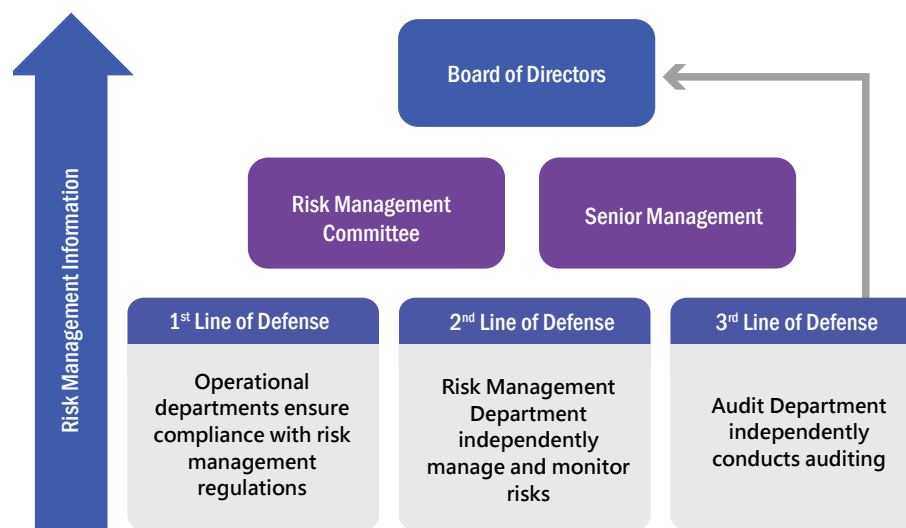 Board of Directors
Risk Management Information
Risk Management
Committee
Senior Management
1st Line of Defense
Operational
departments ensure
compliance with risk
management
regulations
2nd Line of Defense
Risk Management
Department
independently
manage and monitor
risks
3rd Line of Defense
Audit Department
independently
conducts auditing